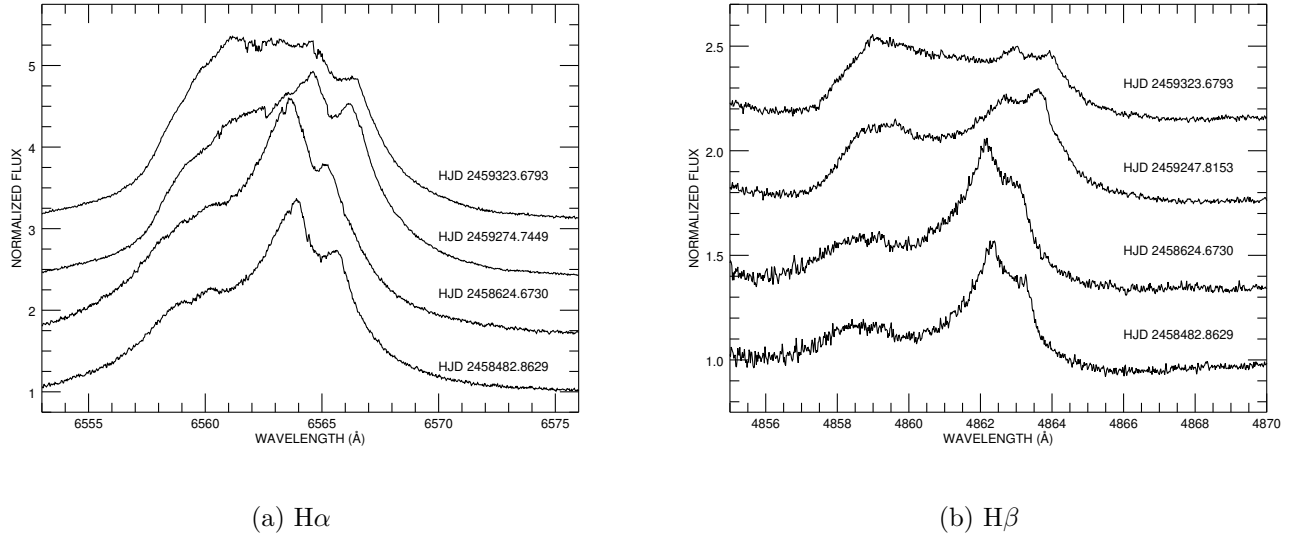 5
4
3
2
1
NORMALIZED FLUX
HJD 2459323.6793
HJD 2459274.7449
HJD 2458624.6730
HJD 2458482.8629
6555
6560
6565
6570
6575
WAVELENGTH (Å)
(a) Hα
2.5
2.0
1.5
1.0
NORMALIZED FLUX
HJD 2459323.6793
HJD 2459247.8153
HJD 2458624.6730
HJD 2458482.8629
4856
4858
4860
4862
4864
4866
4868
4870
WAVELENGTH (Å)
(b) Hβ